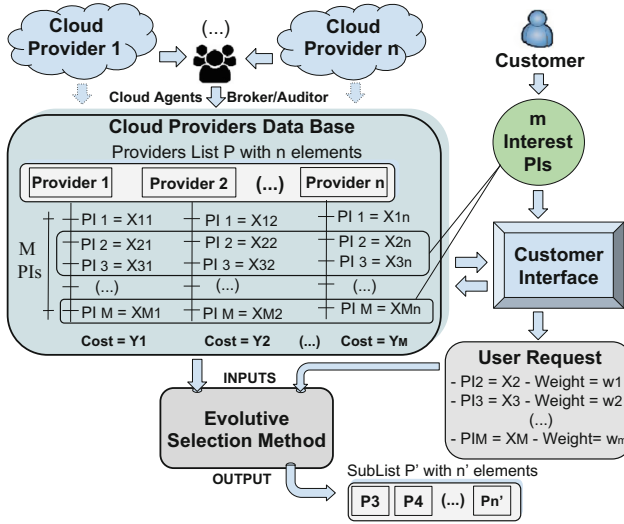 Cloud
Provider 1
(...)
Cloud
Provider n
Customer
Cloud Agents
Broker/Auditor
m
Interest
PIs
Cloud Providers Data Base
Providers List P with n elements
Provider 1
Provider 2
(...)
Provider n
M
PIs
PI 1 = X11
PI 1 = X12
PI 1 = X1n
PI 2 = X21
PI 2 = X22
PI 2 = X2n
PI 3 = X31
PI 3 = X32
PI 3 = X3n
(...)
(...)
(...)
PI M = XM1
PI M = XM2
PI M = XMn
Cost = Y1
Cost = Y2
(...)
Cost = YM
Customer
Interface
User Request
- PI2 = X2 - Weight = w1
- PI3 = X3 - Weight = w2
(...)
- PIM = XM - Weight= wm
INPUTS
Evolutive
Selection Method
OUTPUT
SubList P' with n' elements
P3
P4
(...)
Pn'